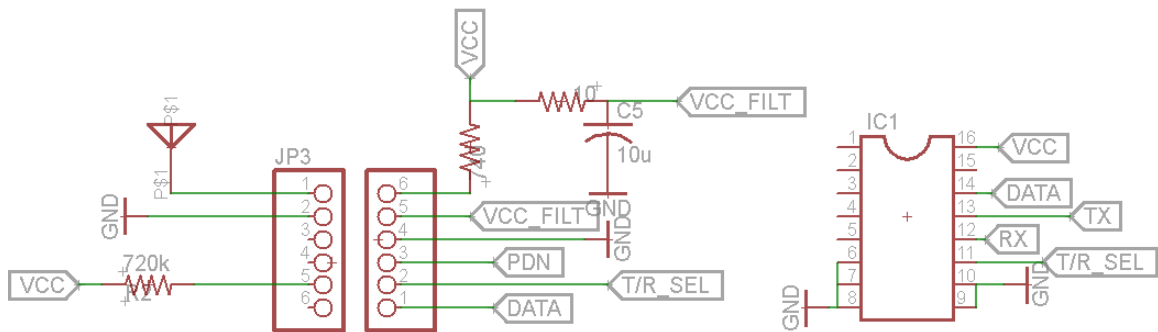 VCC
10
VCC_FILT
C5
10u
GND
P$1
P$1
JP3
1
2
3
4
5
6
GND
VCC
720k
R2
6
5
4
3
2
1
VCC_FILT
GND
PDN
T/R_SEL
DATA
IC1
1
2
3
4
5
6
7
8
16
15
14
13
12
11
10
9
VCC
DATA
TX
RX
T/R_SEL
GND
GND